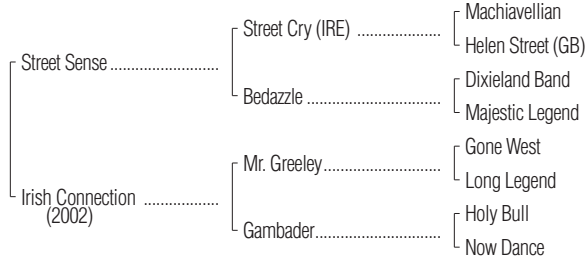 Machiavellian
Street Cry (IRE) ..................
Helen Street (GB)
Street Sense ........................
Dixieland Band
Bedazzle .............................
Majestic Legend
Gone West
Mr. Greeley.........................
Long Legend
Irish Connection ................
(2002)
Holy Bull
Gambader...........................
Now Dance